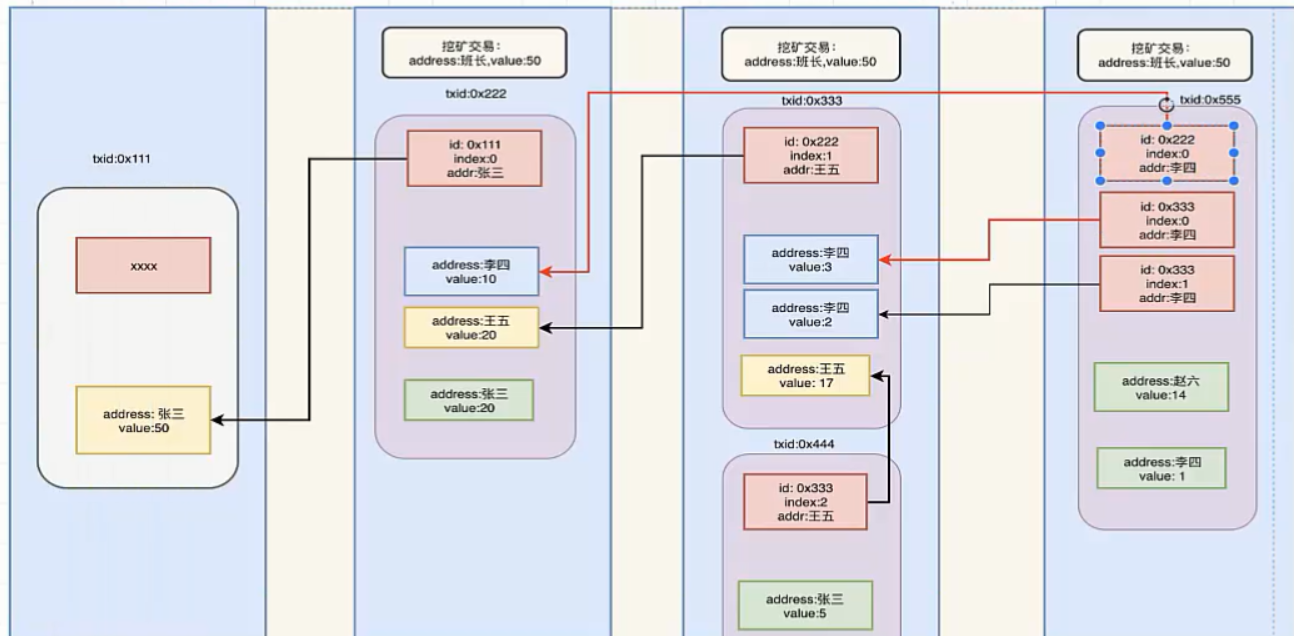 txid:0x111
xxxx
address: 张三
value:50
挖矿交易：
address:班长,value:50
txid:0x222
id: 0x111
index:0
addr:张三
address:李四
value:10
address:王五
value:20
address:张三
value:20
挖矿交易：
address:班长,value:50
txid:0x333
id: 0x222
index:1
addr:王五
address:李四
value:3
address:李四
value:2
address:王五
value: 17
txid:0x444
id: 0x333
index:2
addr:王五
address:张三
value:5
挖矿交易：
address:班长,value:50
txid:0x555
id: 0x222
index:0
addr:李四
id: 0x333
index:0
addr:李四
id: 0x333
index:1
addr:李四
address:赵六
value:14
address:李四
value: 1